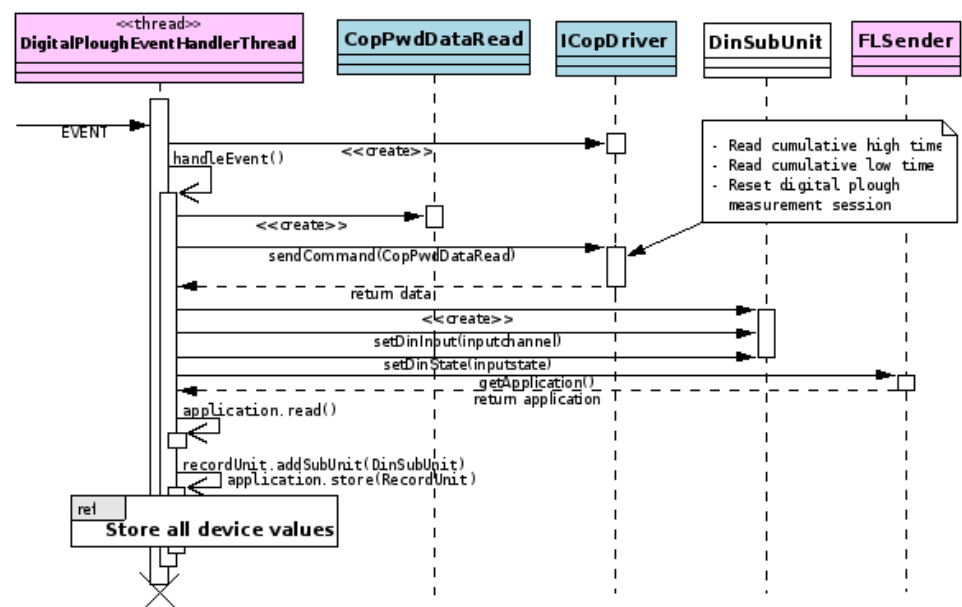 <<thread>>
DigitalPloughEventHandlerThread
CopPwdDataRead
ICopDriver
DinSubUnit
FLSender
EVENT
<<create>>
handleEvent()
- Read cumulative high time
- Read cumulative low time
- Reset digital plough
measurement session
<<create>>
sendCommand(CopPwdDataRead)
return data
<<create>>
setDinInput(inputchannel)
setDinState(inputstate)
getApplication()
return application
application.read()
recordUnit.addSubUnit(DinSubUnit)
application.store(RecordUnit)
ref
Store all device values